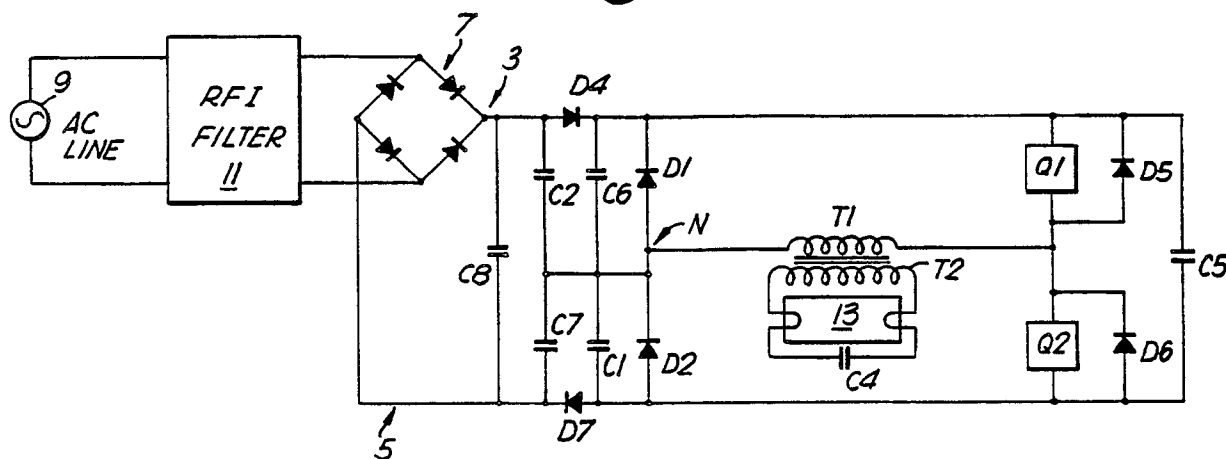 9
AC
LINE
RFI
FILTER
11
7
3
D4
C2
C6
D1
N
C8
C7
C1
D2
D7
5
T1
T2
13
C4
Q1
D5
C5
Q2
D6